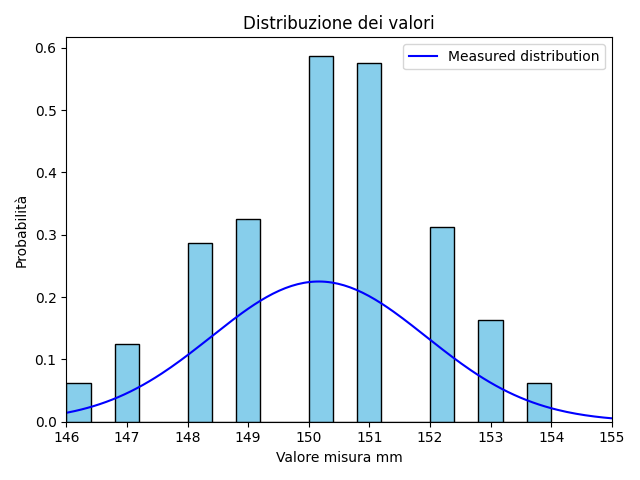 Distribuzione dei valori
Measured distribution
Probabilità
0.6
0.5
0.4
0.3
0.2
0.1
0.0
146 147 148 149 150 151 152 153 154 155
Valore misura mm